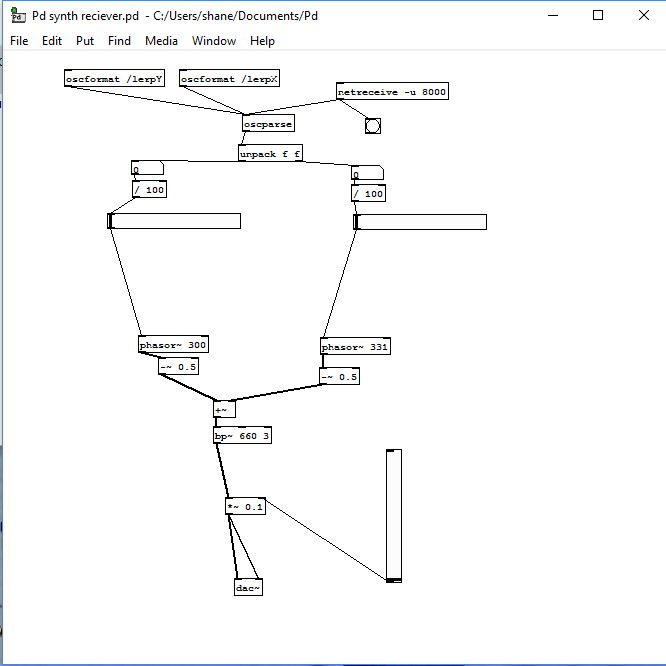 Pd synth reciever.pd - C:/Users/shane/Documents/Pd
File Edit Put Find Media Window Help
oscformat /lerpY
oscformat /lerpX
netreceive -u 8000
oscparse
unpack f f
0
0
/ 100
/ 100
phasor~ 300
phasor~ 331
-~ 0.5
-~ 0.5
+~
bp~ 660 3
*~ 0.1
dac~